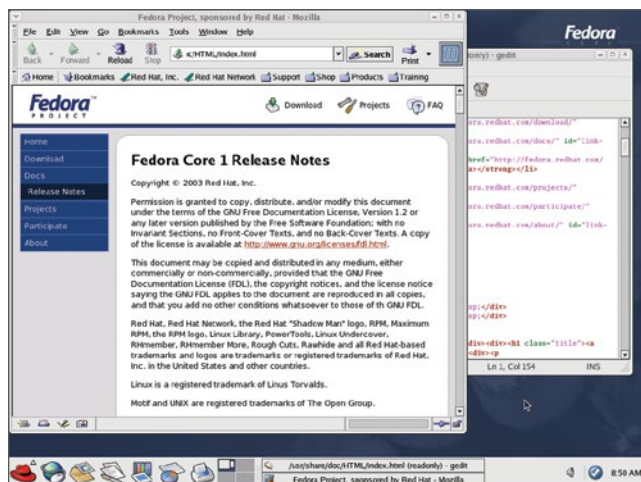 Fedora Project, sponsored by Red Hat - Mozilla
File Edit View Go Bookmarks Tools Window Help
Back Forward Reload Stop /HTML/index.html Search Print
Home Bookmarks Red Hat, Inc. Red Hat Network Support Shop Products Training
Fedora
PROJECT
Download Projects FAQ
Home
Download
Docs
Release Notes
Projects
Participate
About
Fedora Core 1 Release Notes
Copyright © 2003 Red Hat, Inc.
Permission is granted to copy, distribute, and/or modify this document
under the terms of the GNU Free Documentation License, Version 1.2 or
any later version published by the Free Software Foundation; with no
Invariant Sections, no Front-Cover Texts, and no Back-Cover Texts. A copy
of the license is available at http://www.gnu.org/licenses/fdl.html.
This document may be copied and distributed in any medium, either
commercially or non-commercially, provided that the GNU Free
Documentation License (FDL), the copyright notices, and the license notice
saying the GNU FDL applies to the document are reproduced in all copies,
and that you add no other conditions whatsoever to those of th GNU FDL.
Red Hat, Red Hat Network, the Red Hat "Shadow Man" logo, RPM, Maximum
RPM, the RPM logo, Linux Library, PowerTools, Linux Undercover,
RHmember, RHmember More, Rough Cuts, Rawhide and all Red Hat-based
trademarks and logos are trademarks or registered trademarks of Red Hat,
Inc. in the United States and other countries.
Linux is a registered trademark of Linus Torvalds.
Motif and UNIX are registered trademarks of The Open Group.
Fedora
CORE
only) - gedit
ora.redhat.com/download/"
ora.redhat.com/docs/" id="link-
href="http://fedora.redhat.com/
a></strong></li>
ora.redhat.com/projects/"
ora.redhat.com/participate/"
ora.redhat.com/about/" id="link-
sp;</div>
sp;</div>
div><div><h1 class="title"><a
<div><p
Ln 1, Col 154 INS
/usr/share/doc/HTML/index.html (readonly) - gedit
Fedora Project, sponsored by Red Hat - Mozilla
8:50 AM